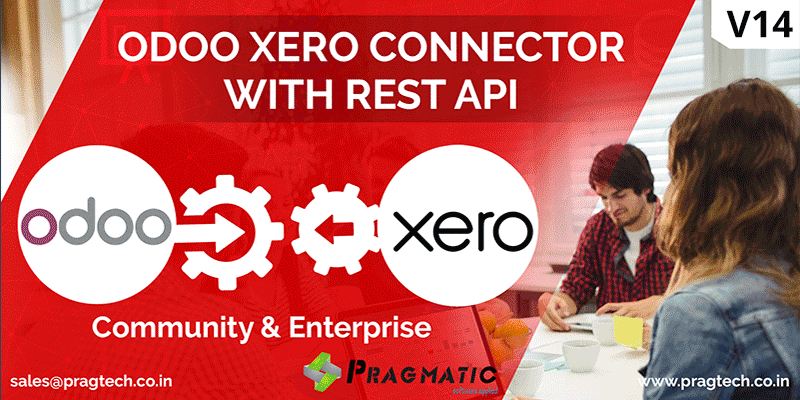 V14
ODOO XERO CONNECTOR
WITH REST API
odoo
xero
Community & Enterprise
PRAGMATIC
sales@pragtech.co.in
www.pragtech.co.in